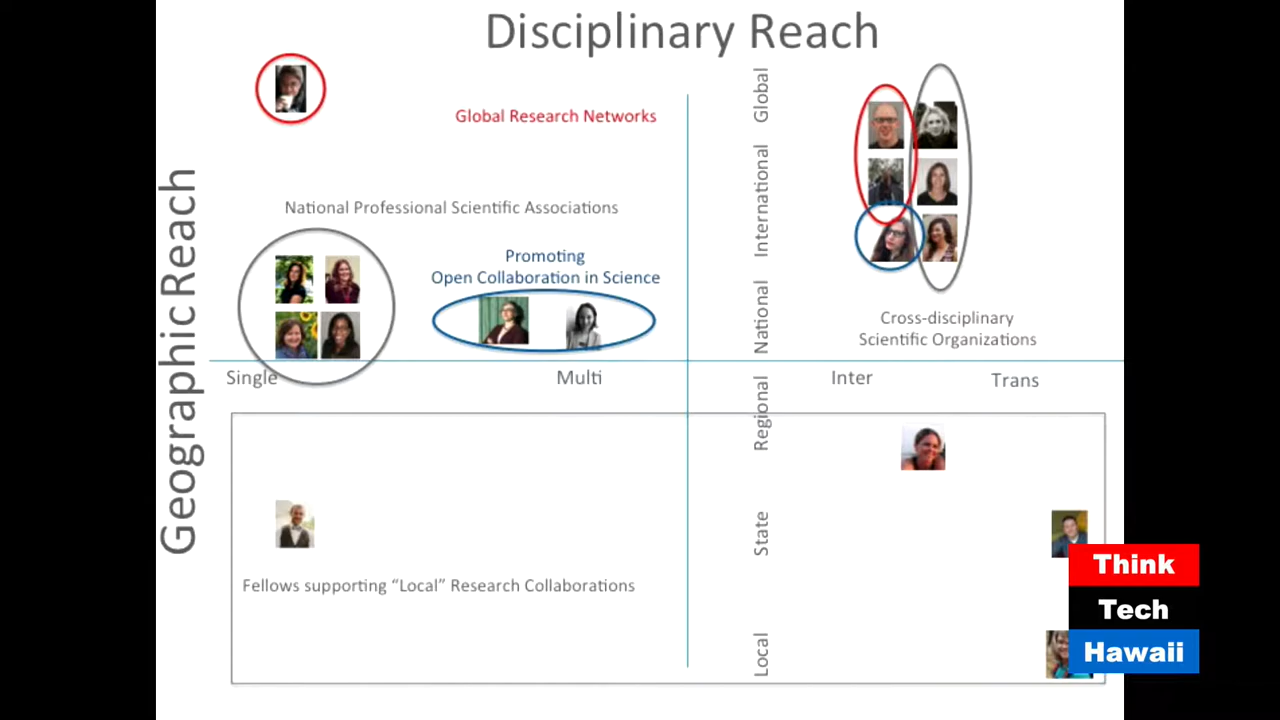 Disciplinary Reach
Geographic Reach
Global
International
National
Regional
State
Local
Global Research Networks
National Professional Scientific Associations
Promoting
Open Collaboration in Science
Cross-disciplinary
Scientific Organizations
Single
Multi
Inter
Trans
Fellows supporting “Local” Research Collaborations
Think
Tech
Hawaii